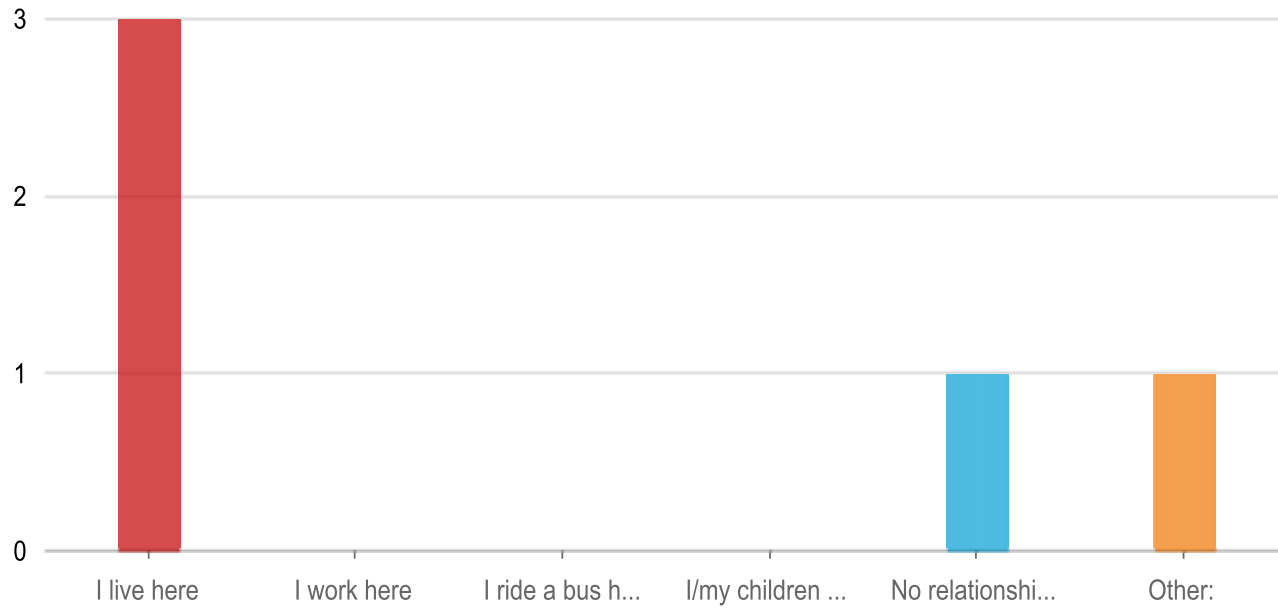 3
2
1
0
I live here
I work here
I ride a bus h...
I/my children ...
No relationshi...
Other: